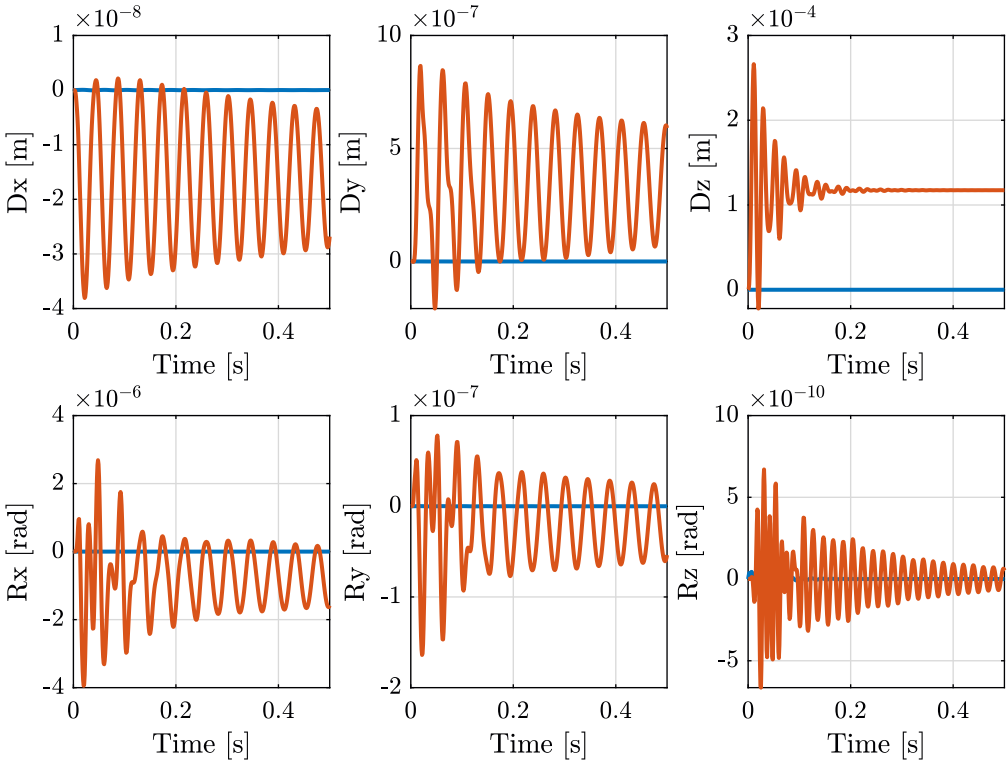 ×10⁻⁸ ×10⁻⁷ ×10⁻⁴
1 10 3
0 5 2
-1 0 1
-2 0
-3
-4
Dx [m] Dy [m] Dz [m]
0 0.2 0.4 0 0.2 0.4 0 0.2 0.4
Time [s] Time [s] Time [s]
×10⁻⁶ ×10⁻⁷ ×10⁻¹⁰
4 1 10
2 0 5
0 -1 0
-2 -2 -5
-4
Rx [rad] Ry [rad] Rz [rad]
0 0.2 0.4 0 0.2 0.4 0 0.2 0.4
Time [s] Time [s] Time [s]